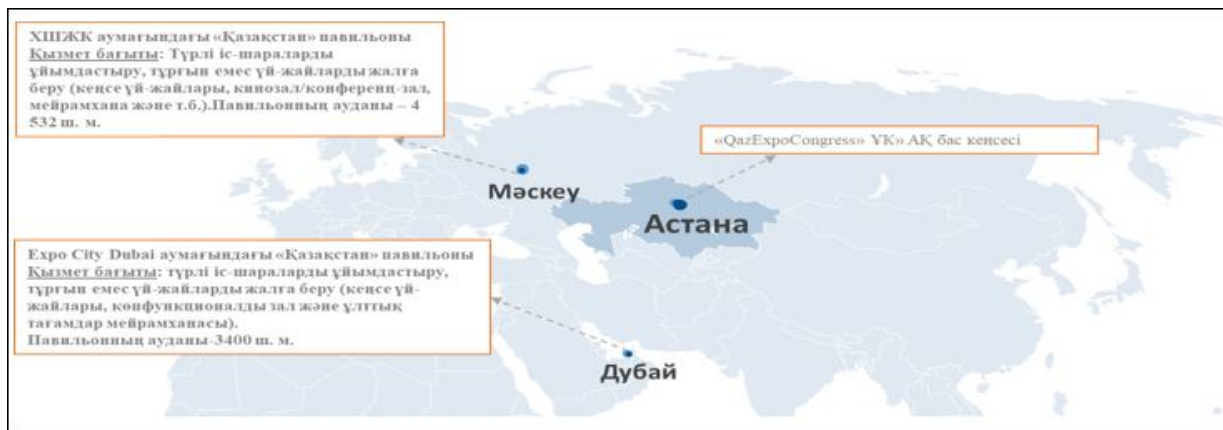 ХШЖК аумағындағы «Қазақстан» павильоны
Қызмет бағыты: Түрлі іс-шараларды
ұйымдастыру, тұрғын емес үй-жайларды жалға
беру (кеңсе үй-жайлары, кинозал/конференц-зал,
мейрамхана және т.б.).Павильонның ауданы – 4
532 ш. м.
«QazExpoCongress» ҰК» АҚ бас кеңсесі
Мәскеу
Астана
Expo City Dubai аумағындағы «Қазақстан» павильоны
Қызмет бағыты: түрлі іс-шараларды ұйымдастыру,
тұрғын емес үй-жайларды жалға беру (кеңсе үй-
жайлары, көпфункционалды зал және ұлттық
тағамдар мейрамханасы).
Павильонның ауданы-3400 ш. м.
Дубай